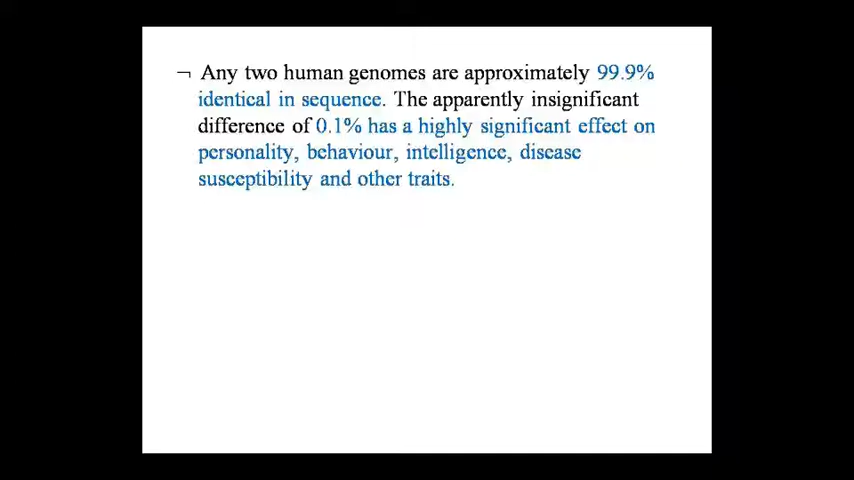 ¬ Any two human genomes are approximately 99.9%
identical in sequence. The apparently insignificant
difference of 0.1% has a highly significant effect on
personality, behaviour, intelligence, disease
susceptibility and other traits.